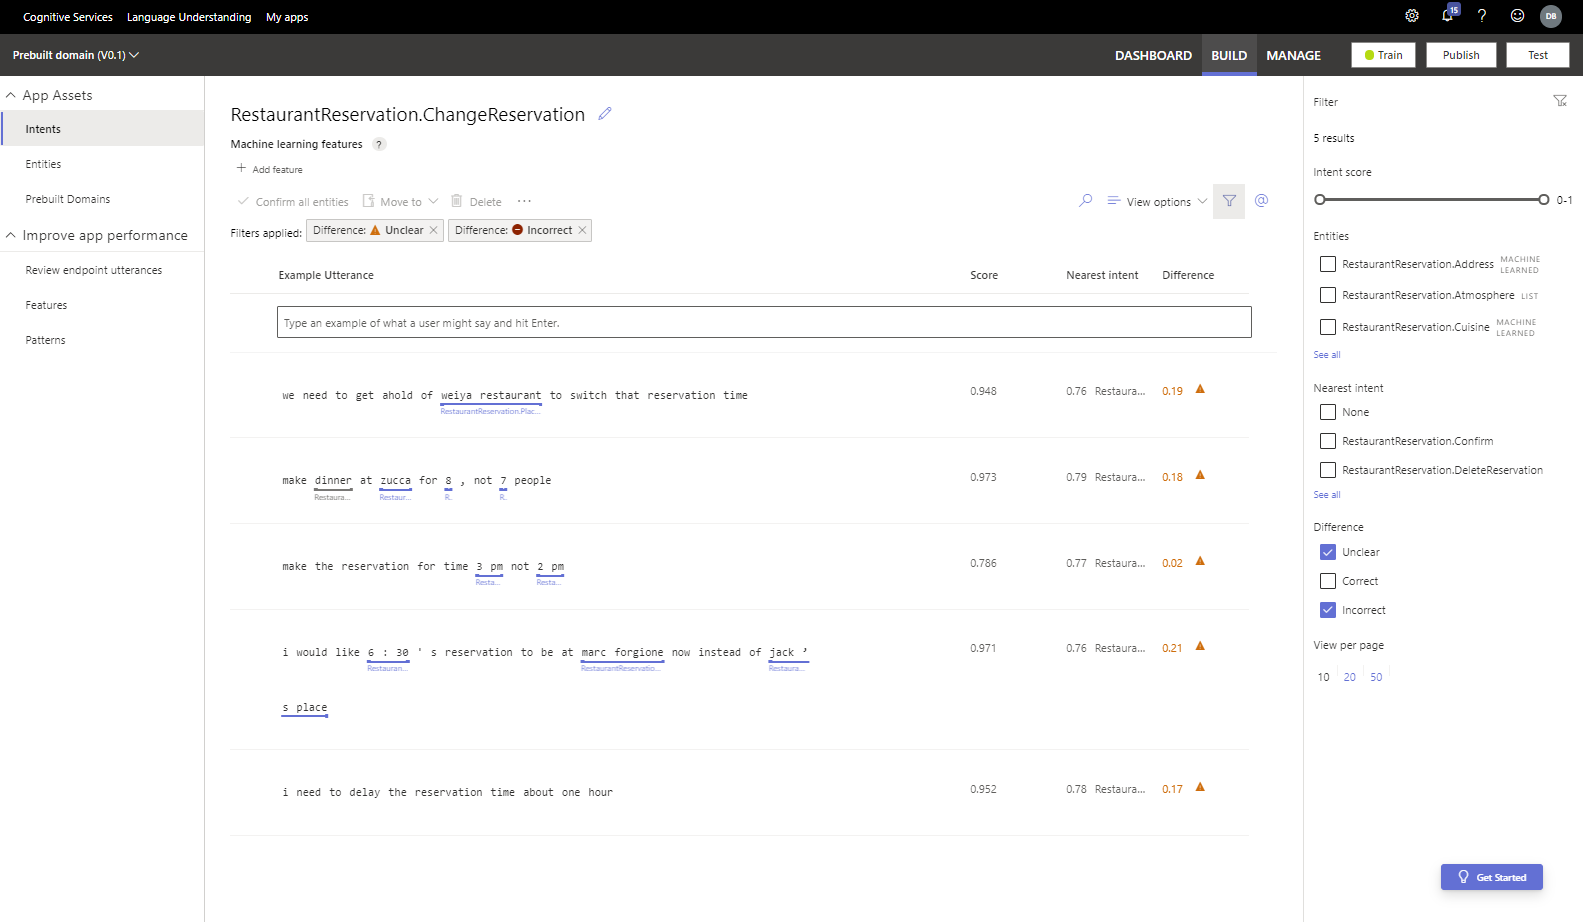 Cognitive Services Language Understanding My apps
15
?
DB
Prebuilt domain (V0.1)
DASHBOARD BUILD MANAGE Train Publish Test
App Assets
Intents
Entities
Prebuilt Domains
Improve app performance
Review endpoint utterances
Features
Patterns
RestaurantReservation.ChangeReservation
Machine learning features ?
+ Add feature
Confirm all entities Move to Delete ...
View options @
Filters applied: Difference: Unclear × Difference: Incorrect ×
Example Utterance Score Nearest intent Difference
Type an example of what a user might say and hit Enter.
we need to get ahold of weiya restaurant to switch that reservation time 0.948 0.76 Restaura... 0.19
RestaurantReservation.Plac...
make dinner at zucca for 8 , not 7 people 0.973 0.79 Restaura... 0.18
Restaura... Restaur... R.. R..
make the reservation for time 3 pm not 2 pm 0.786 0.77 Restaura... 0.02
Resta... Resta...
i would like 6 : 30 ' s reservation to be at marc forgione now instead of jack ’ 0.971 0.76 Restaura... 0.21
Restauran... RestaurantReservatio... Restaura...
s place
i need to delay the reservation time about one hour 0.952 0.78 Restaura... 0.17
Filter
5 results
Intent score
0-1
Entities
RestaurantReservation.Address MACHINE
LEARNED
RestaurantReservation.Atmosphere LIST
RestaurantReservation.Cuisine MACHINE
LEARNED
See all
Nearest intent
None
RestaurantReservation.Confirm
RestaurantReservation.DeleteReservation
See all
Difference
Unclear
Correct
Incorrect
View per page
10 20 50
Get Started